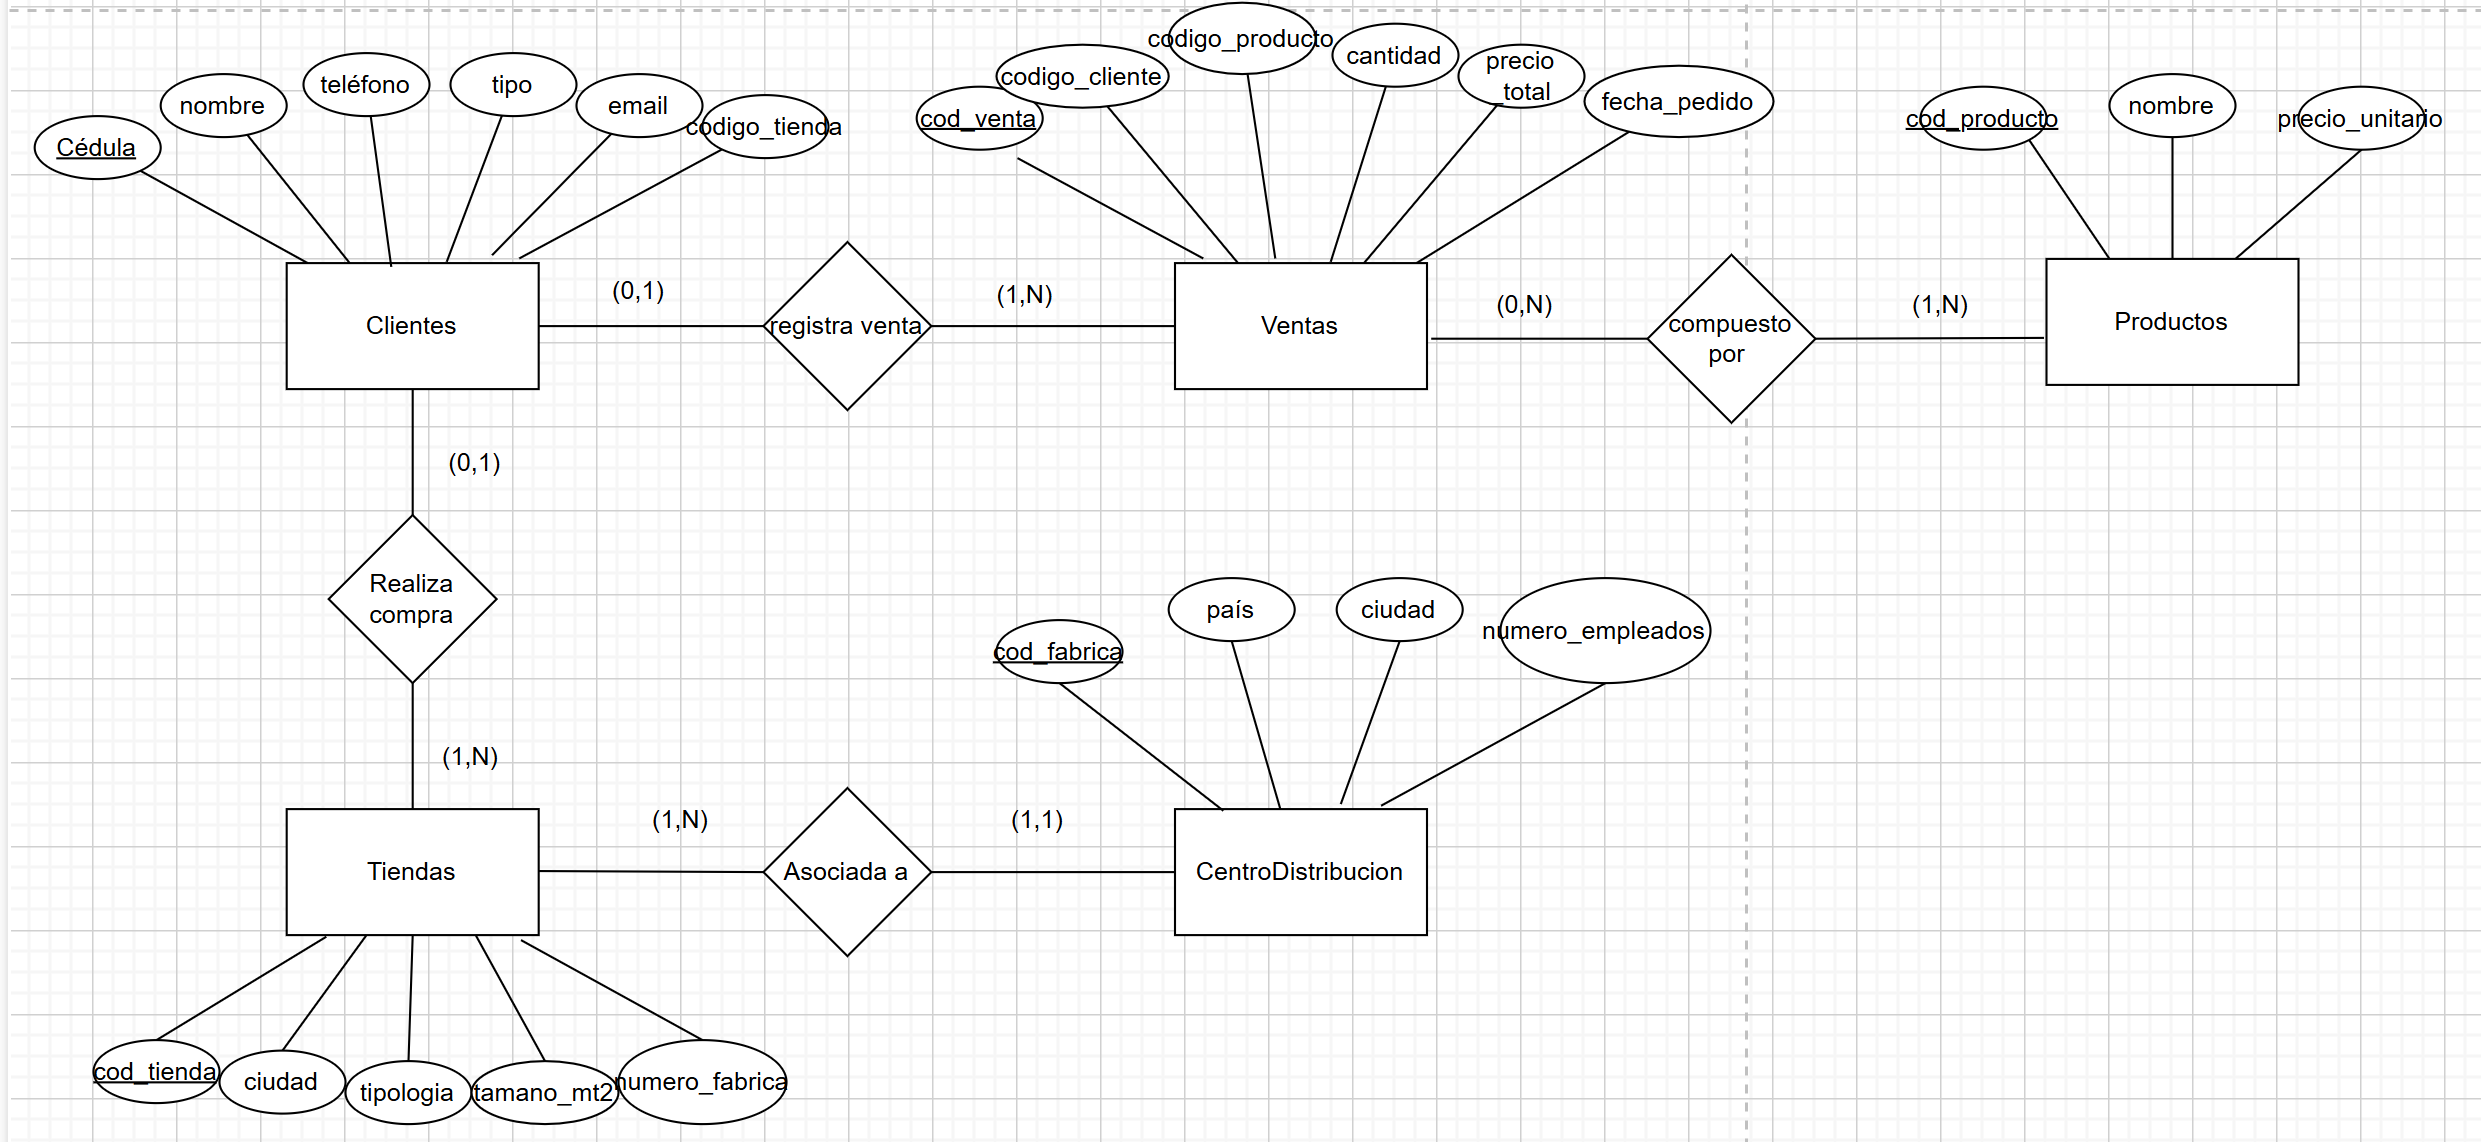 Cédula
nombre
teléfono
tipo
email
codigo_tienda
cod_venta
codigo_cliente
codigo_producto
cantidad
precio
_total
fecha_pedido
cod_producto
nombre
precio_unitario
Clientes
(0,1)
registra venta
(1,N)
Ventas
(0,N)
compuesto
por
(1,N)
Productos
(0,1)
Realiza
compra
(1,N)
cod_fabrica
país
ciudad
numero_empleados
Tiendas
(1,N)
Asociada a
(1,1)
CentroDistribucion
cod_tienda
ciudad
tipologia
tamano_mt2
numero_fabrica